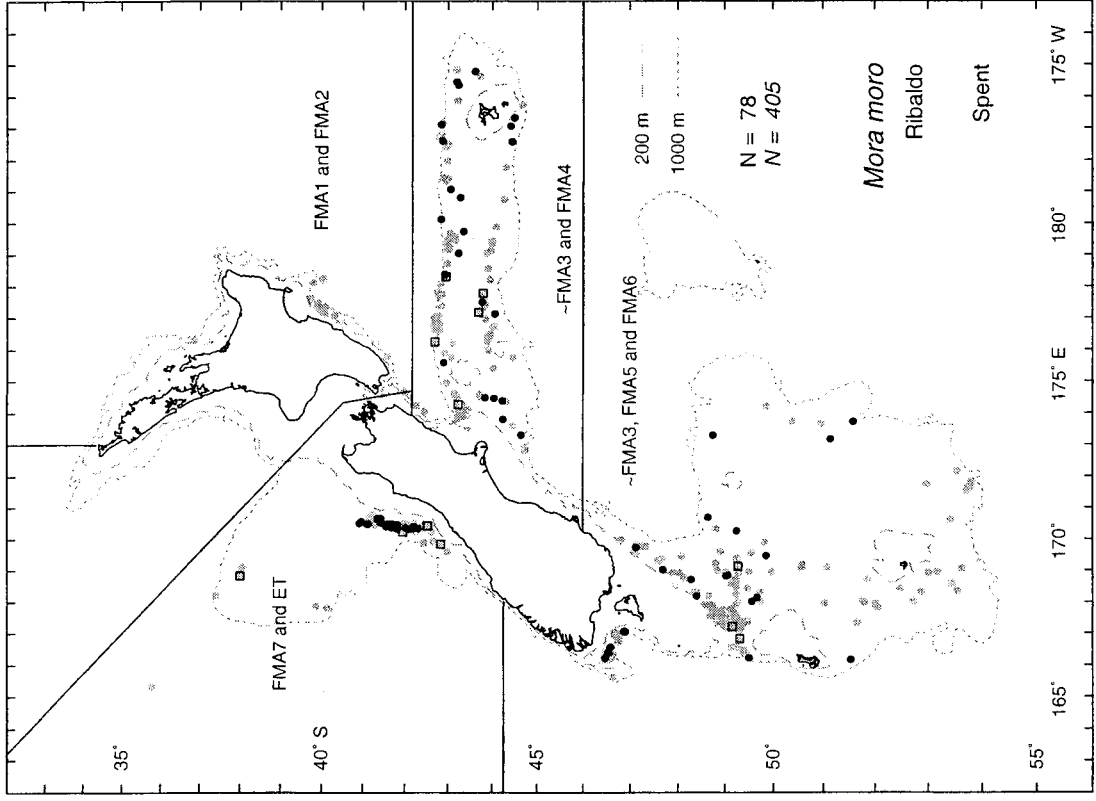 FMA1 and FMA2
FMA7 and ET
~FMA3 and FMA4
~FMA3, FMA5 and FMA6
200 m
1000 m
N = 78
N = 405
Mora moro
Ribaldo
Spent
35°
40° S
45°
50°
55°
165°
170°
175° E
180°
175° W